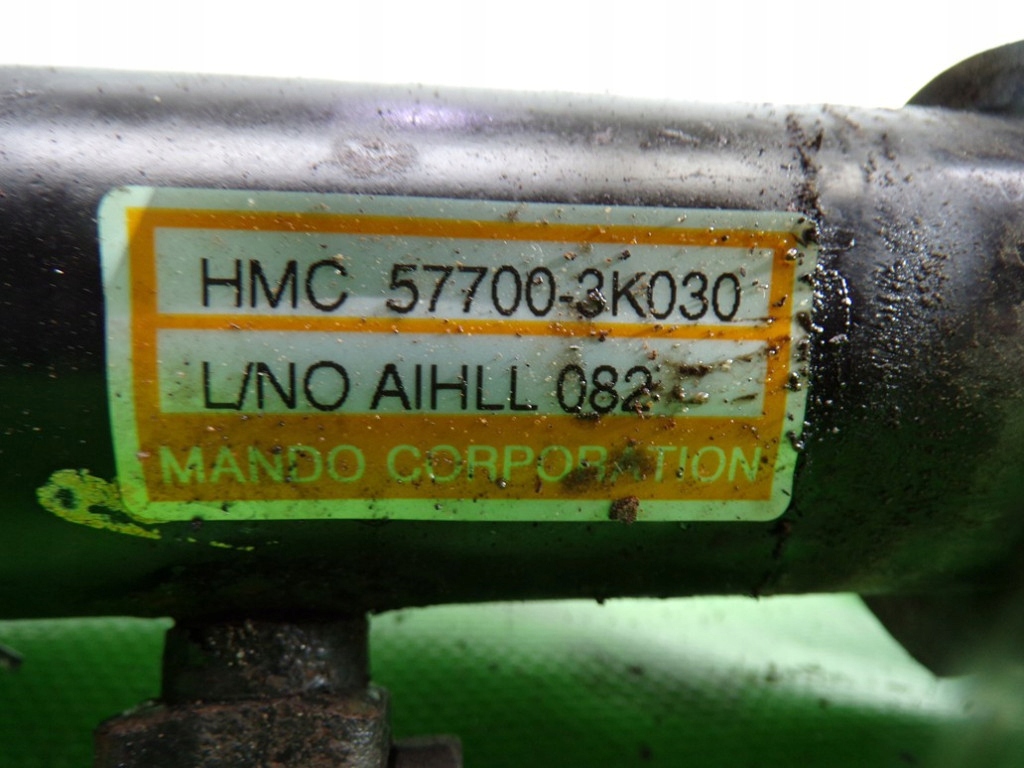 HMC 57700-3K030
L/NO AIHLL 082
MANDO CORPORATION